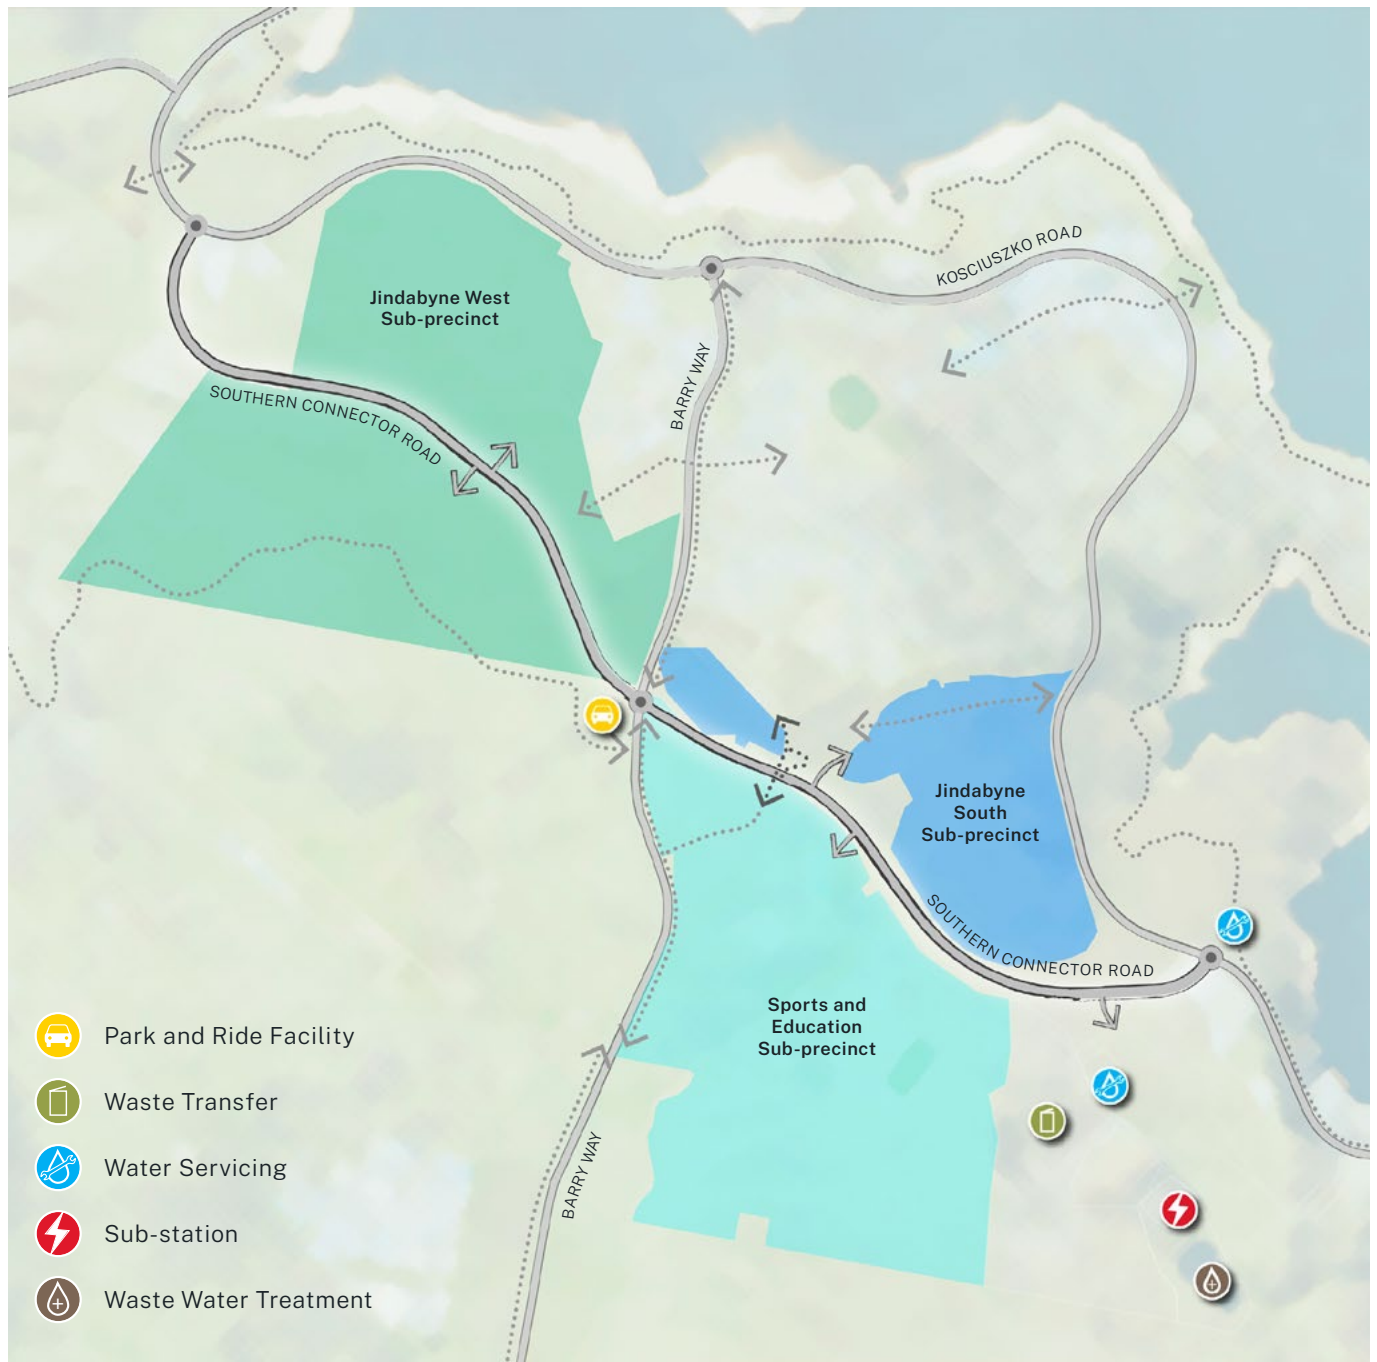 KOSCIUSZKO ROAD
Jindabyne West
Sub-precinct
BARRY WAY
SOUTHERN CONNECTOR ROAD
Jindabyne
South
Sub-precinct
SOUTHERN CONNECTOR ROAD
Sports and
Education
Sub-precinct
BARRY WAY
Park and Ride Facility
Waste Transfer
Water Servicing
Sub-station
Waste Water Treatment